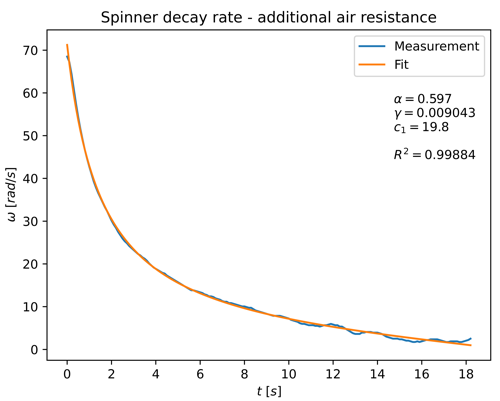 Spinner decay rate - additional air resistance
Measurement
Fit
α = 0.597
γ = 0.009043
c₁ = 19.8
R² = 0.99884
70
60
50
40
30
20
10
0
ω [rad/s]
0 2 4 6 8 10 12 14 16 18
t [s]